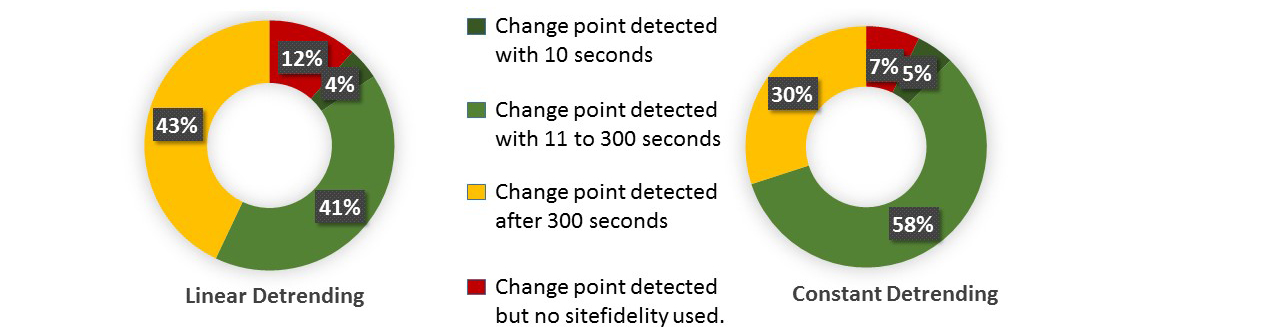 12%
4%
43%
41%
Linear Detrending
Change point detected
with 10 seconds
Change point detected
with 11 to 300 seconds
Change point detected
after 300 seconds
Change point detected
but no sitefidelity used.
7%
5%
30%
58%
Constant Detrending